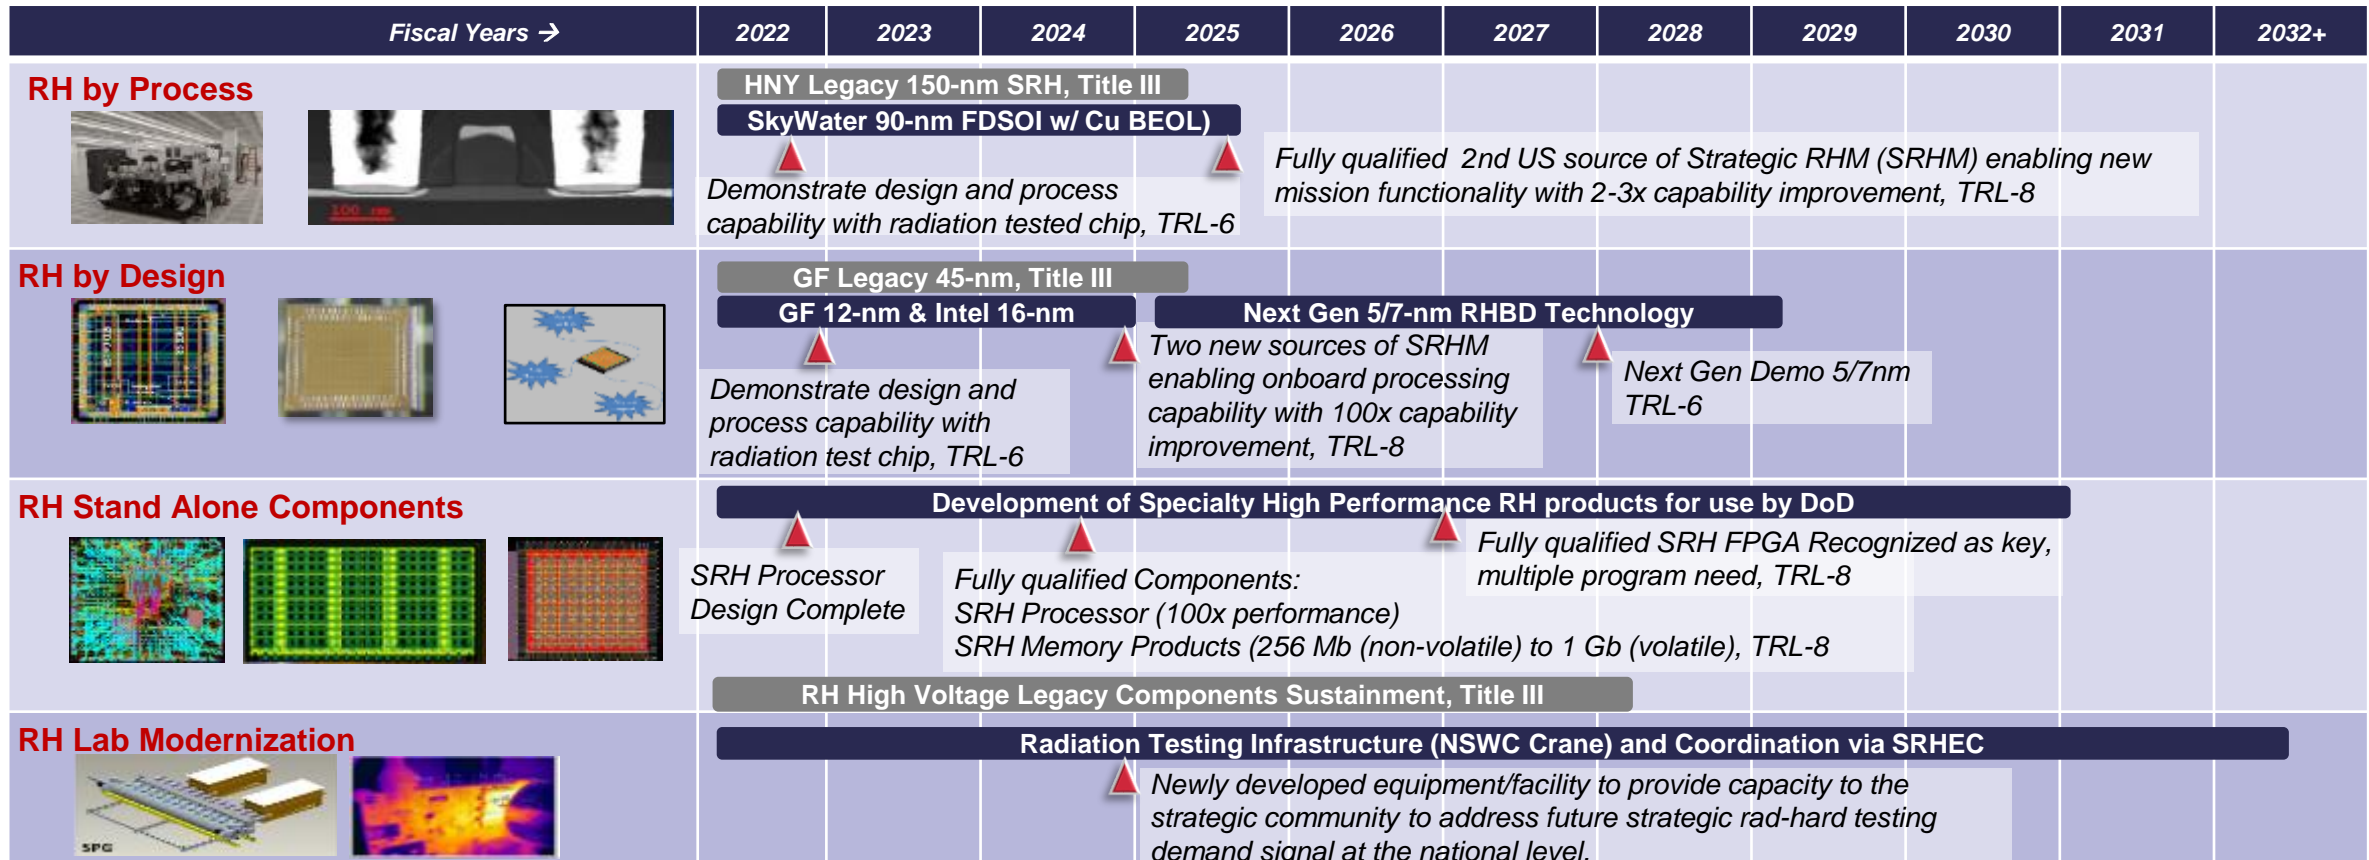 Fiscal Years →
2022
2023
2024
2025
2026
2027
2028
2029
2030
2031
2032+
RH by Process
HNY Legacy 150-nm SRH, Title III
SkyWater 90-nm FDSOI w/ Cu BEOL)
100 nm
Demonstrate design and process
capability with radiation tested chip, TRL-6
Fully qualified 2nd US source of Strategic RHM (SRHM) enabling new
mission functionality with 2-3x capability improvement, TRL-8
RH by Design
GF Legacy 45-nm, Title III
GF 12-nm & Intel 16-nm
Next Gen 5/7-nm RHBD Technology
Demonstrate design and
process capability with
radiation test chip, TRL-6
Two new sources of SRHM
enabling onboard processing
capability with 100x capability
improvement, TRL-8
Next Gen Demo 5/7nm
TRL-6
RH Stand Alone Components
Development of Specialty High Performance RH products for use by DoD
SRH Processor
Design Complete
Fully qualified Components:
SRH Processor (100x performance)
SRH Memory Products (256 Mb (non-volatile) to 1 Gb (volatile), TRL-8
Fully qualified SRH FPGA Recognized as key,
multiple program need, TRL-8
RH High Voltage Legacy Components Sustainment, Title III
RH Lab Modernization
SPG
Radiation Testing Infrastructure (NSWC Crane) and Coordination via SRHEC
Newly developed equipment/facility to provide capacity to the
strategic community to address future strategic rad-hard testing
demand signal at the national level.